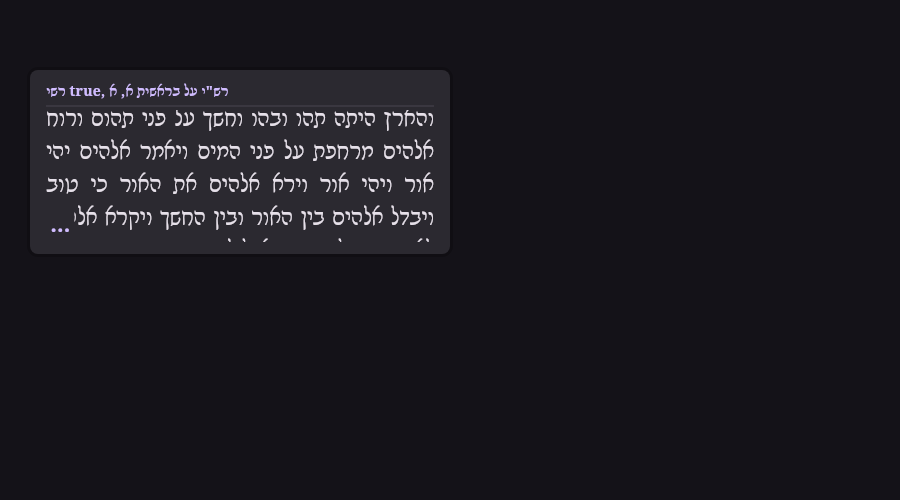 רשי true, רש"י על בראשית א, א
והארץ היתה תהו ובהו וחשך על פני תהום ורוח
אלהים מרחפת על פני המים ויאמר אלהים יהי
אור ויהי אור וירא אלהים את האור כי טוב
ויבדל אלהים בין האור ובין החשך ויקרא אל…